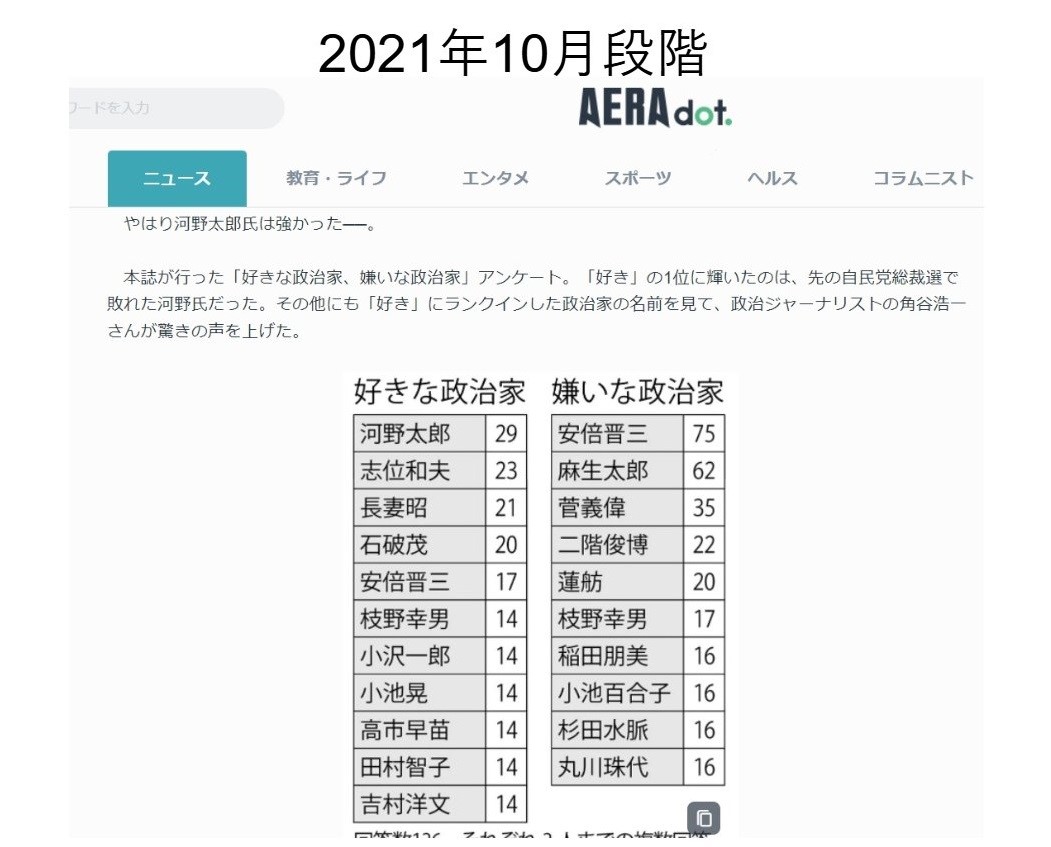 2021年10月段階
ワードを入力
AERA dot.
ニュース 教育・ライフ エンタメ スポーツ ヘルス コラムニスト
やはり河野太郎氏は強かった──。
本誌が行った「好きな政治家、嫌いな政治家」アンケート。「好き」の1位に輝いたのは、先の自民党総裁選で
敗れた河野氏だった。その他にも「好き」にランクインした政治家の名前を見て、政治ジャーナリストの角谷浩一
さんが驚きの声を上げた。
好きな政治家
河野太郎 29
志位和夫 23
長妻昭 21
石破茂 20
安倍晋三 17
枝野幸男 14
小沢一郎 14
小池晃 14
高市早苗 14
田村智子 14
吉村洋文 14
嫌いな政治家
安倍晋三 75
麻生太郎 62
菅義偉 35
二階俊博 22
蓮舫 20
枝野幸男 17
稲田朋美 16
小池百合子 16
杉田水脈 16
丸川珠代 16